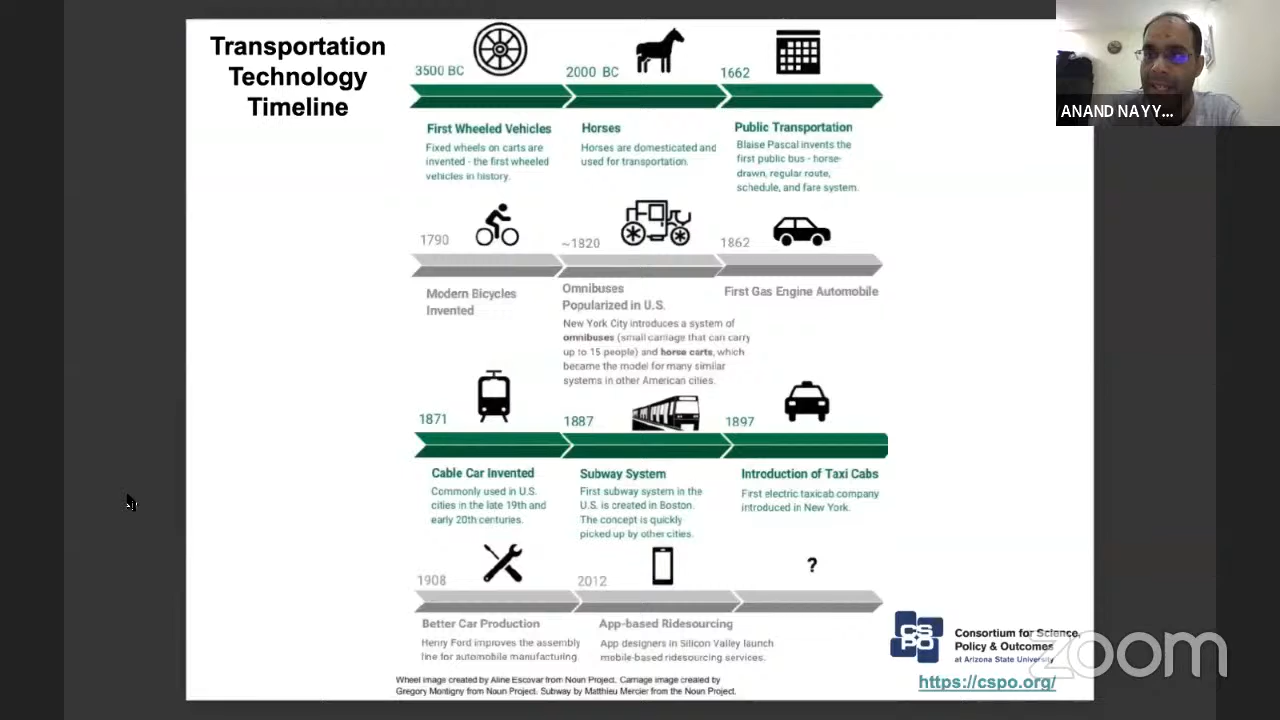 Transportation
Technology
Timeline
ANAND NAYY...
3500 BC
2000 BC
1662
First Wheeled Vehicles
Fixed wheels on carts are
invented - the first wheeled
vehicles in history.
Horses
Horses are domesticated and
used for transportation.
Public Transportation
Blaise Pascal invents the
first public bus - horse-
drawn, regular route,
schedule, and fare system.
1790
~1820
1862
Modern Bicycles
Invented
Omnibuses
Popularized in U.S.
New York City introduces a system of
omnibuses (small carriage that can carry
up to 15 people) and horse carts, which
became the model for many similar
systems in other American cities.
First Gas Engine Automobile
1871
1887
1897
Cable Car Invented
Commonly used in U.S.
cities in the late 19th and
early 20th centuries.
Subway System
First subway system in the
U.S. is created in Boston.
The concept is quickly
picked up by other cities.
Introduction of Taxi Cabs
First electric taxicab company
introduced in New York.
1908
2012
?
Better Car Production
Henry Ford improves the assembly
line for automobile manufacturing.
App-based Ridesourcing
App designers in Silicon Valley launch
mobile-based ridesourcing services.
CS
PO
Consortium for Science,
Policy & Outcomes
at Arizona State University
zoom
https://cspo.org/
Wheel image created by Aline Escovar from Noun Project. Carriage image created by
Gregory Montigny from Noun Project. Subway by Matthieu Mercier from the Noun Project.